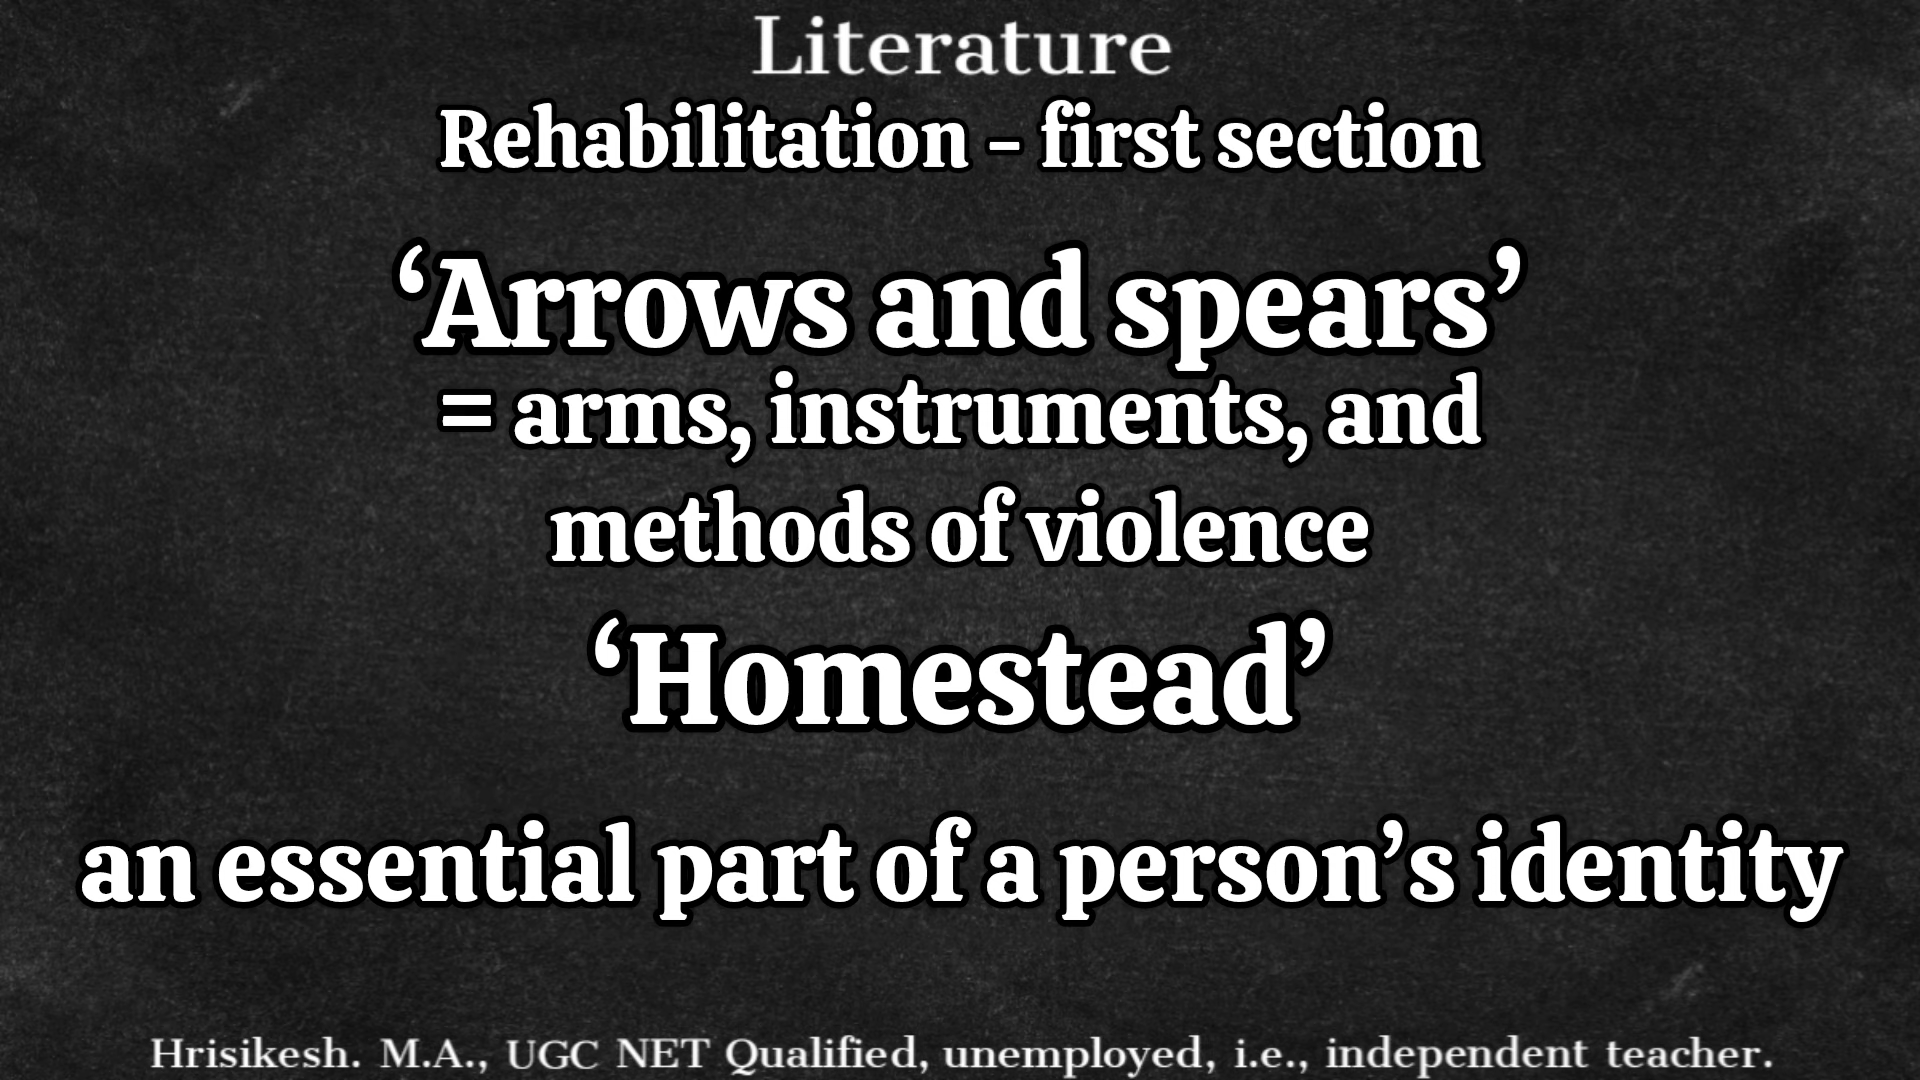 Literature
Rehabilitation - first section
‘Arrows and spears’
= arms, instruments, and
methods of violence
‘Homestead’
an essential part of a person’s identity
Hrisikesh. M.A., UGC NET Qualified, unemployed, i.e., independent teacher.